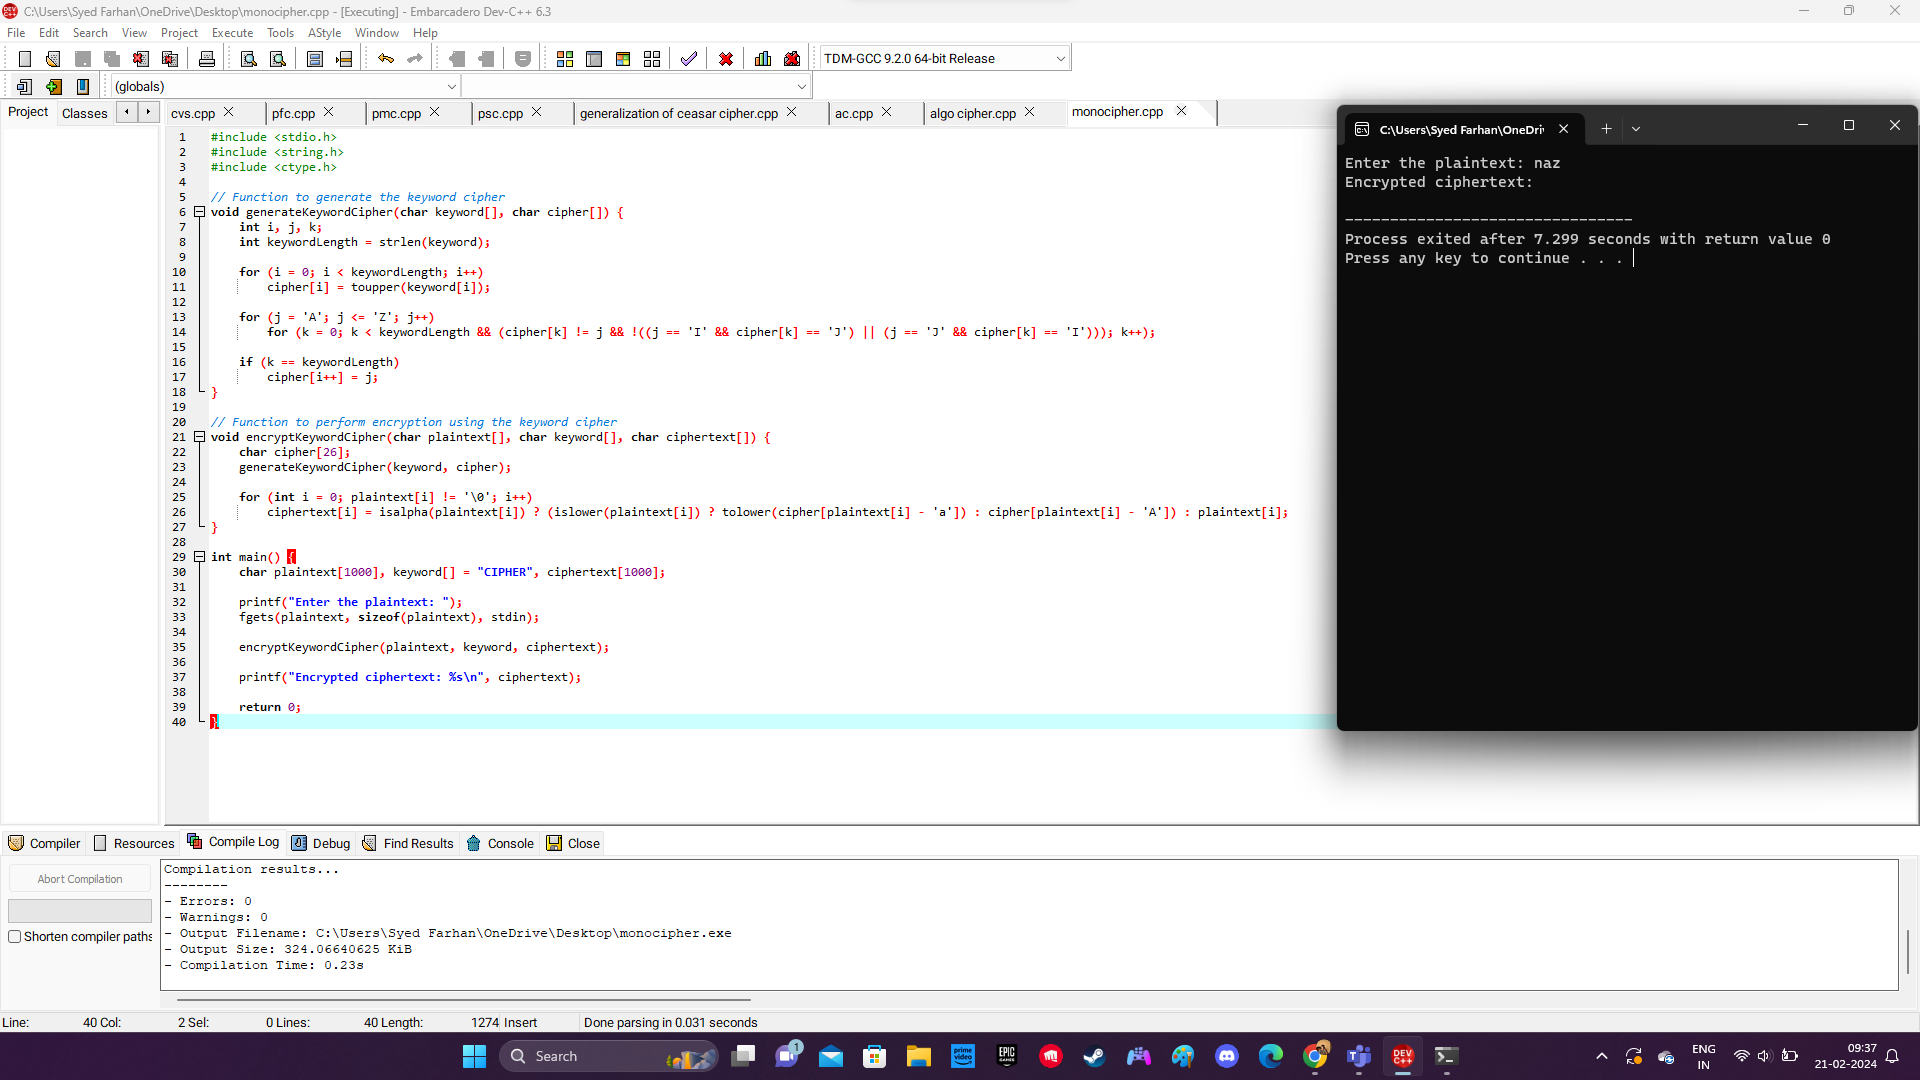 C:\Users\Syed Farhan\OneDrive\Desktop\monocipher.cpp - [Executing] - Embarcadero Dev-C++ 6.3
File Edit Search View Project Execute Tools AStyle Window Help
TDM-GCC 9.2.0 64-bit Release
(globals)
Project Classes
cvs.cpp pfc.cpp pmc.cpp psc.cpp generalization of ceasar cipher.cpp ac.cpp algo cipher.cpp monocipher.cpp
1 #include <stdio.h>
2 #include <string.h>
3 #include <ctype.h>
4
5 // Function to generate the keyword cipher
6 void generateKeywordCipher(char keyword[], char cipher[]) {
7 int i, j, k;
8 int keywordLength = strlen(keyword);
9
10 for (i = 0; i < keywordLength; i++)
11 cipher[i] = toupper(keyword[i]);
12
13 for (j = 'A'; j <= 'Z'; j++)
14 for (k = 0; k < keywordLength && (cipher[k] != j && !((j == 'I' && cipher[k] == 'J') || (j == 'J' && cipher[k] == 'I'))); k++);
15
16 if (k == keywordLength)
17 cipher[i++] = j;
18 }
19
20 // Function to perform encryption using the keyword cipher
21 void encryptKeywordCipher(char plaintext[], char keyword[], char ciphertext[]) {
22 char cipher[26];
23 generateKeywordCipher(keyword, cipher);
24
25 for (int i = 0; plaintext[i] != '\0'; i++)
26 ciphertext[i] = isalpha(plaintext[i]) ? (islower(plaintext[i]) ? tolower(cipher[plaintext[i] - 'a']) : cipher[plaintext[i] - 'A']) : plaintext[i];
27 }
28
29 int main() {
30 char plaintext[1000], keyword[] = "CIPHER", ciphertext[1000];
31
32 printf("Enter the plaintext: ");
33 fgets(plaintext, sizeof(plaintext), stdin);
34
35 encryptKeywordCipher(plaintext, keyword, ciphertext);
36
37 printf("Encrypted ciphertext: %s\n", ciphertext);
38
39 return 0;
40 }
C:\Users\Syed Farhan\OneDri
Enter the plaintext: naz
Encrypted ciphertext:
--------------------------------
Process exited after 7.299 seconds with return value 0
Press any key to continue . . .
Compiler Resources Compile Log Debug Find Results Console Close
Abort Compilation
Shorten compiler paths
Compilation results...
--------
- Errors: 0
- Warnings: 0
- Output Filename: C:\Users\Syed Farhan\OneDrive\Desktop\monocipher.exe
- Output Size: 324.06640625 KiB
- Compilation Time: 0.23s
Line: 40 Col: 2 Sel: 0 Lines: 40 Length: 1274 Insert Done parsing in 0.031 seconds
Search
1
prime video
EPIC GAMES
DEV C++
ENG
IN
09:37
21-02-2024